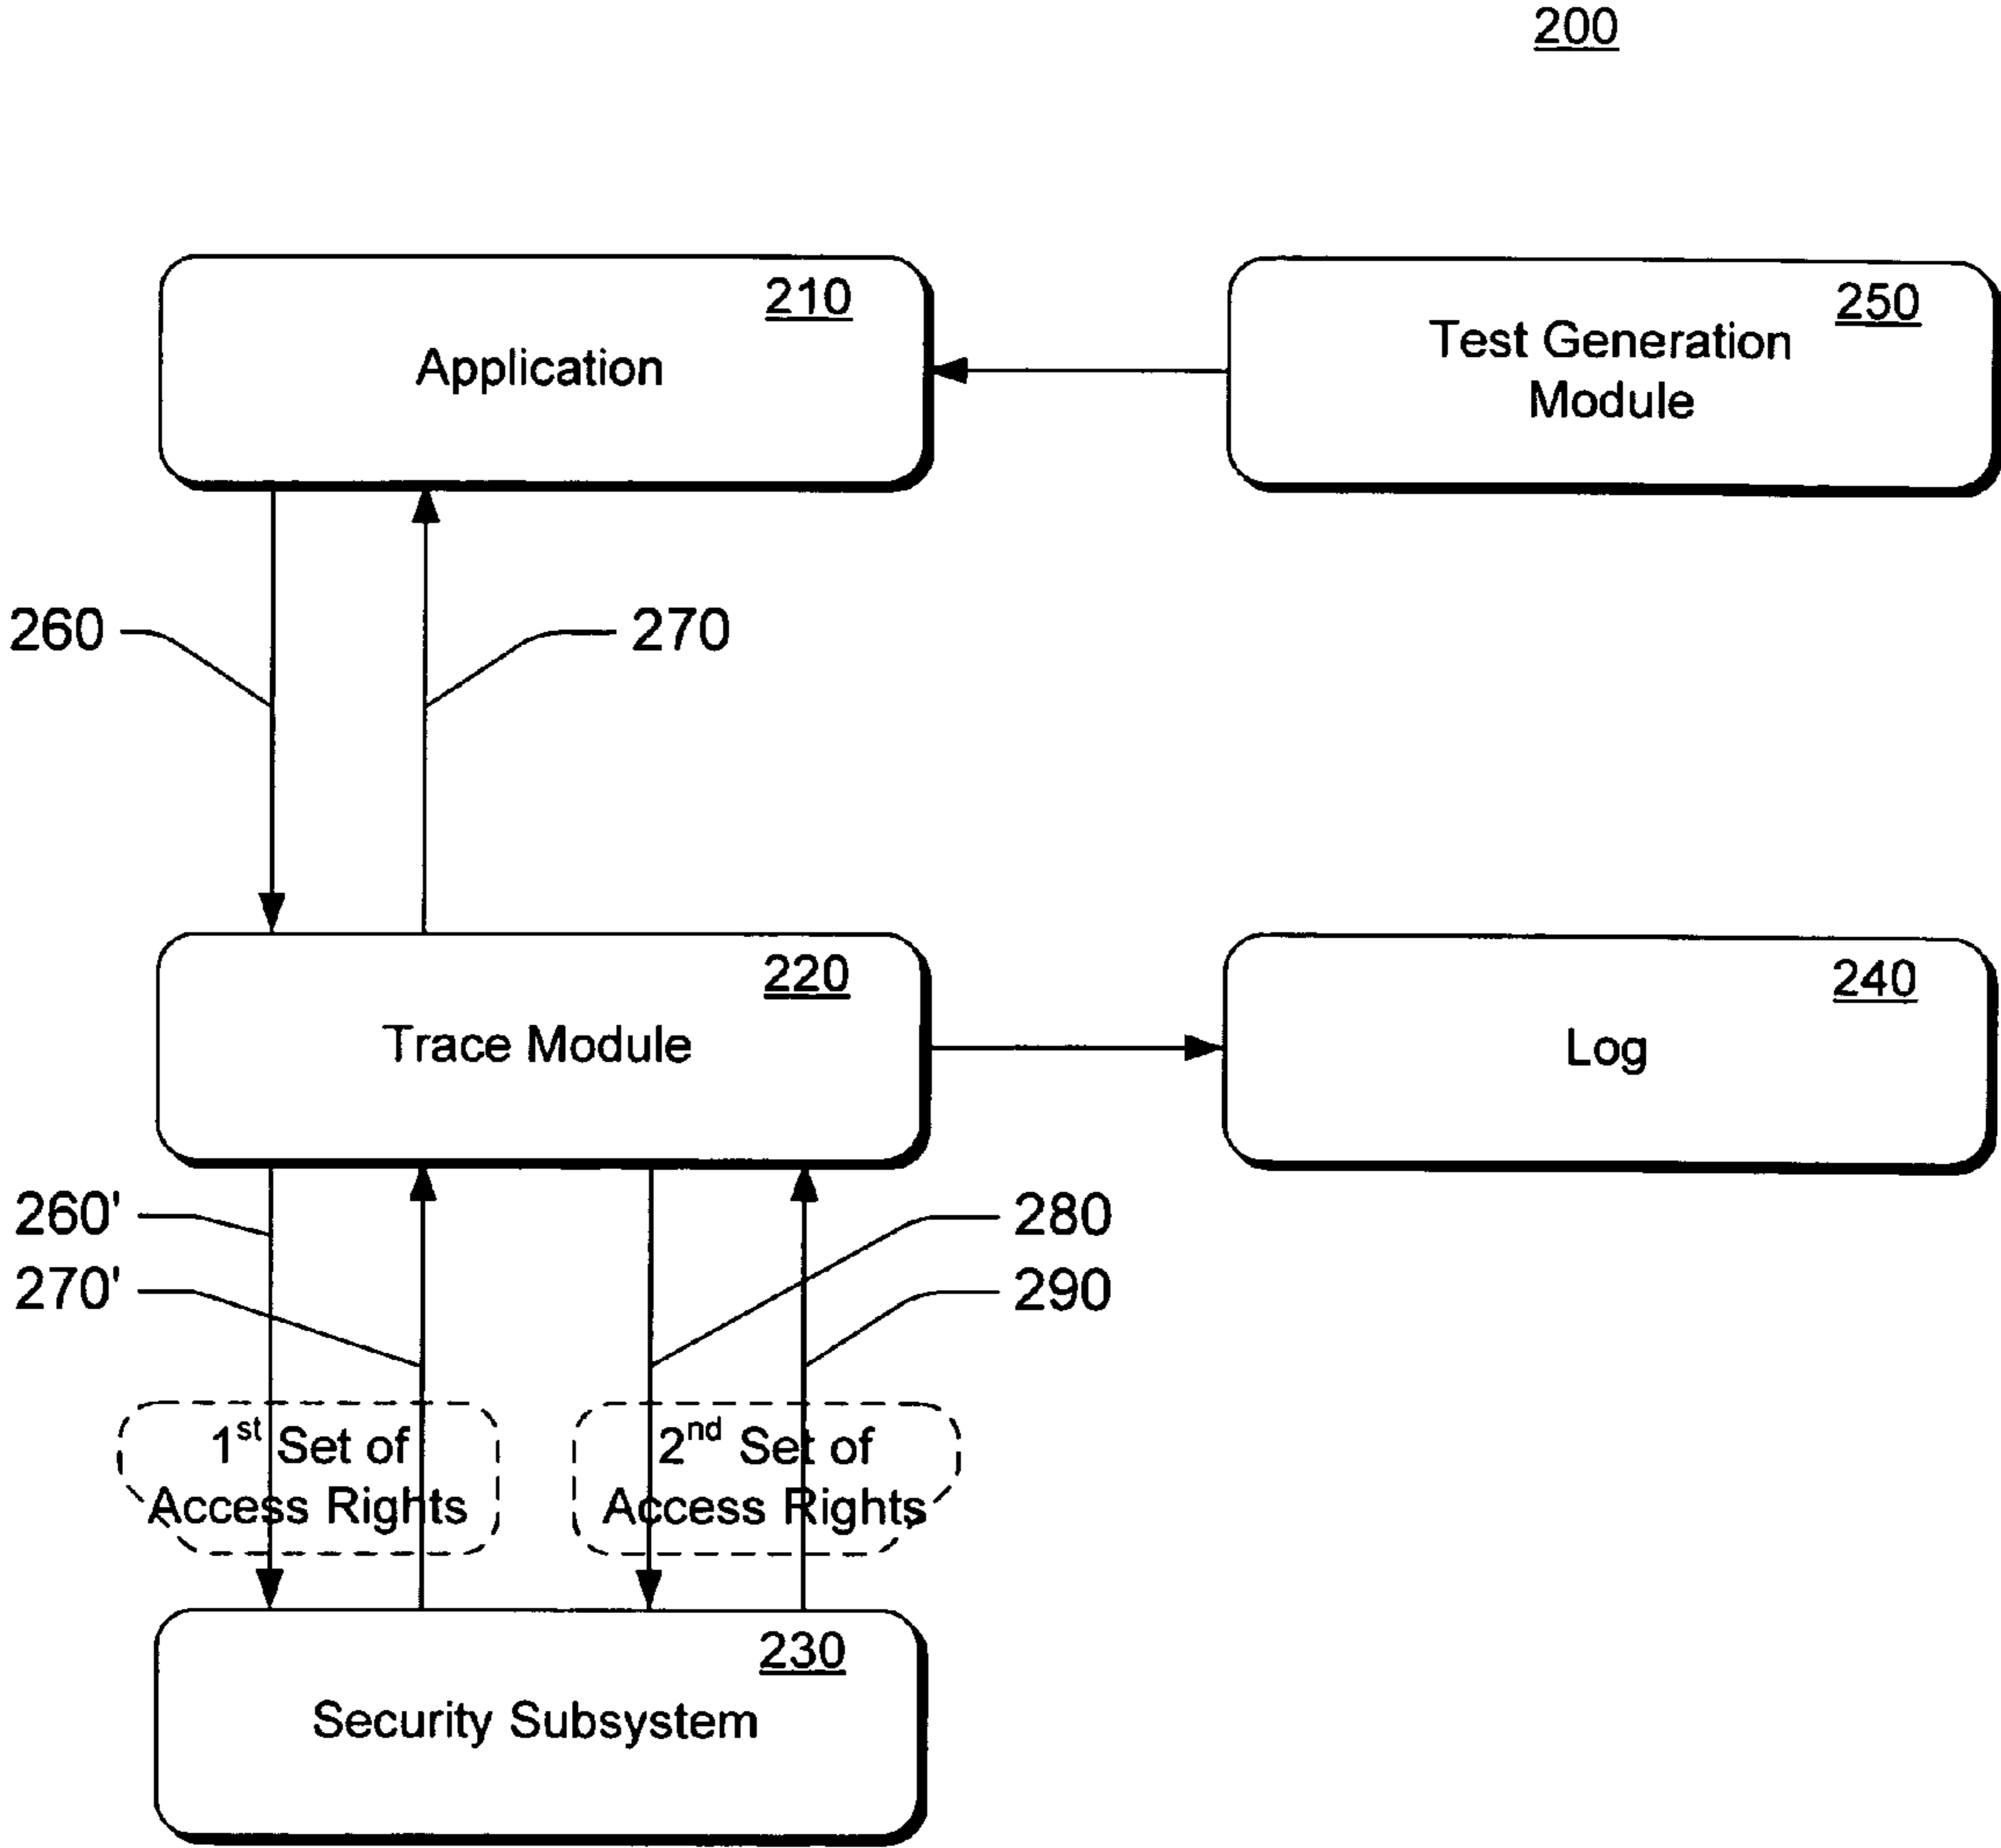 200
210
Application
250
Test Generation
Module
260
270
220
Trace Module
240
Log
260'
270'
280
290
1st Set of
Access Rights
2nd Set of
Access Rights
230
Security Subsystem